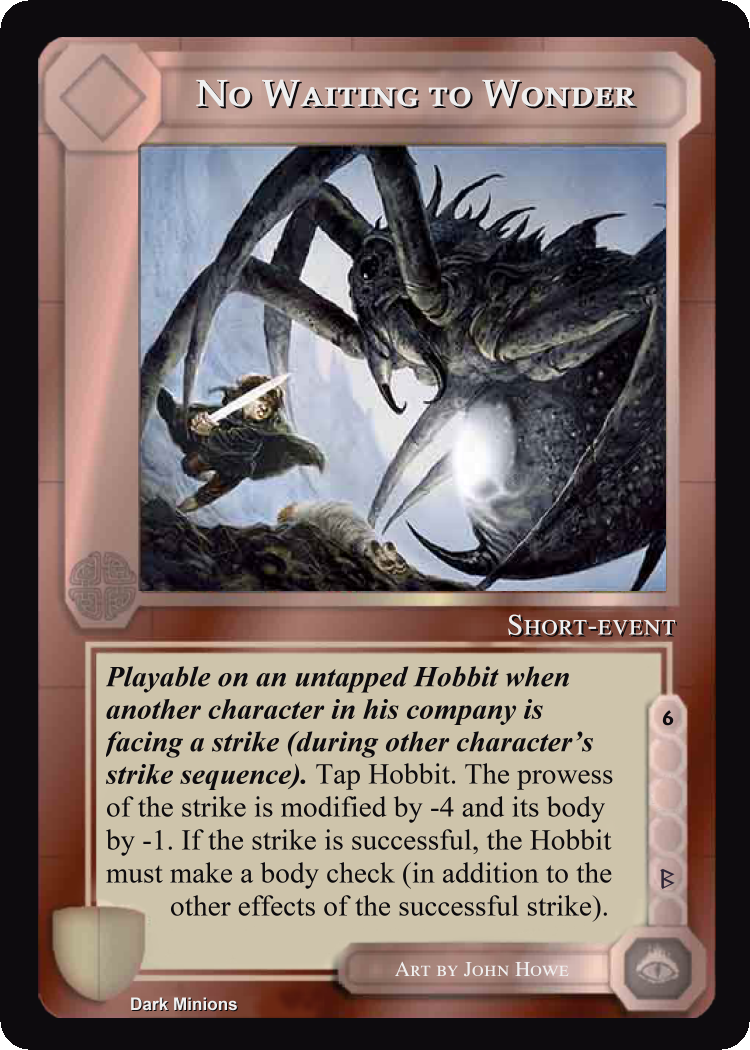 No Waiting to Wonder
Short-event
Playable on an untapped Hobbit when
another character in his company is
facing a strike (during other character's
strike sequence). Tap Hobbit. The prowess
of the strike is modified by -4 and its body
by -1. If the strike is successful, the Hobbit
must make a body check (in addition to the
other effects of the successful strike).
6
ᛒ
Art by John Howe
Dark Minions